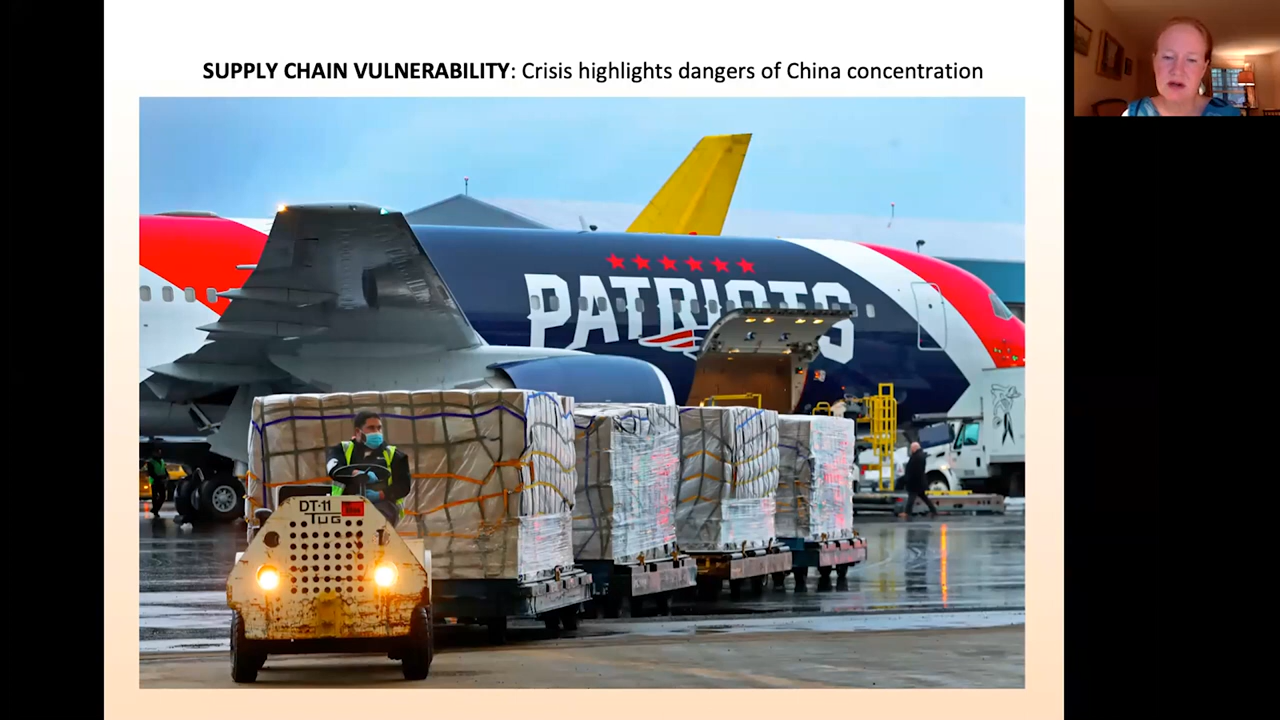 SUPPLY CHAIN VULNERABILITY: Crisis highlights dangers of China concentration
PATRIOTS
DT-11
TUG